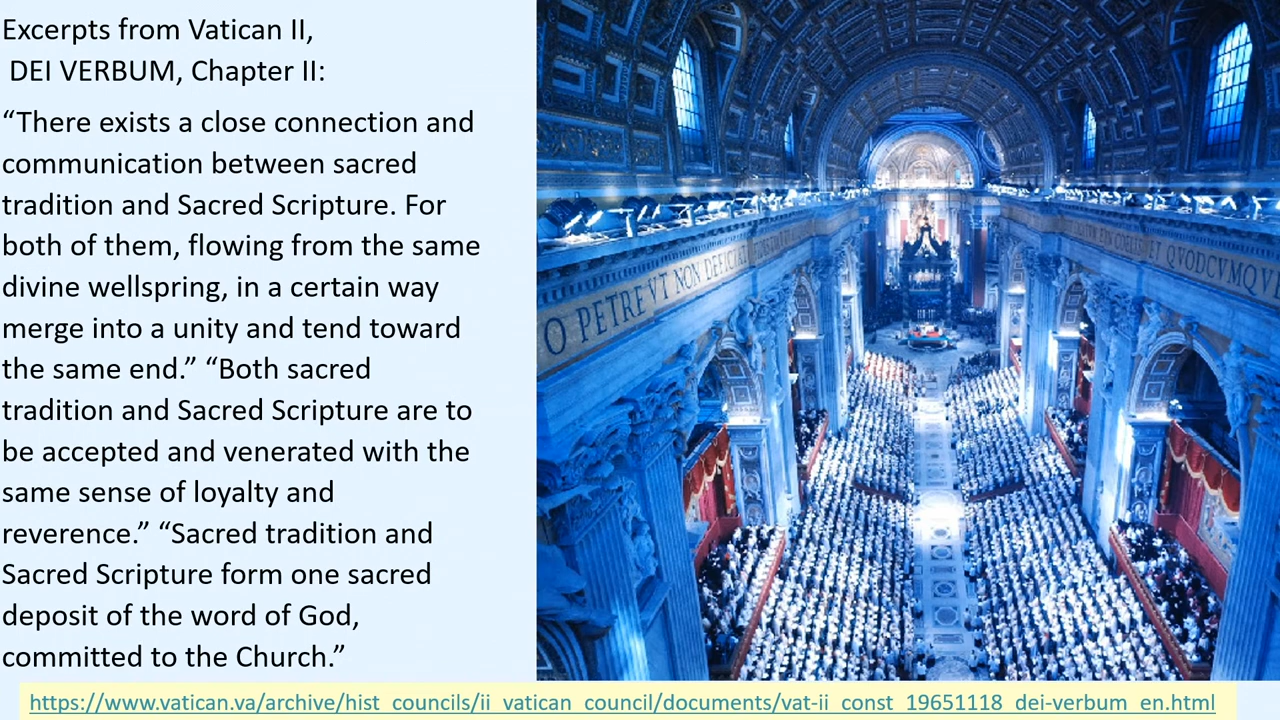 Excerpts from Vatican II,
DEI VERBUM, Chapter II:
“There exists a close connection and
communication between sacred
tradition and Sacred Scripture. For
both of them, flowing from the same
divine wellspring, in a certain way
merge into a unity and tend toward
the same end.” “Both sacred
tradition and Sacred Scripture are to
be accepted and venerated with the
same sense of loyalty and
reverence.” “Sacred tradition and
Sacred Scripture form one sacred
deposit of the word of God,
committed to the Church.”
O PETRE VT NON DEFICIAT
ET QVODCVMQV
https://www.vatican.va/archive/hist_councils/ii_vatican_council/documents/vat-ii_const_19651118_dei-verbum_en.html